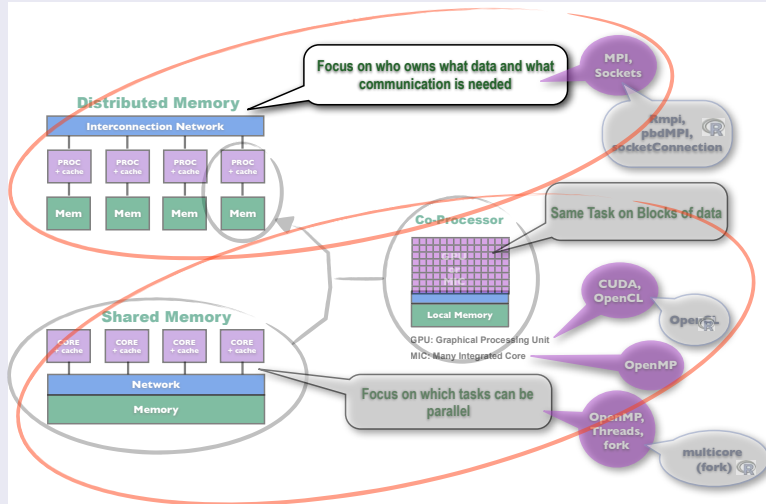 Focus on who owns what data and what
communication is needed
MPI,
Sockets
Distributed Memory
Interconnection Network
Rmpi,
pbdMPI,
socketConnection
R
PROC
+ cache
PROC
+ cache
PROC
+ cache
PROC
+ cache
Mem
Mem
Mem
Mem
Co-Processor
Same Task on Blocks of data
GPU
or
MIC
Local Memory
CUDA,
OpenCL
OpenCL
R
GPU: Graphical Processing Unit
MIC: Many Integrated Core
OpenMP
Shared Memory
CORE
+ cache
CORE
+ cache
CORE
+ cache
CORE
+ cache
Network
Memory
Focus on which tasks can be
parallel
OpenMP,
Threads,
fork
multicore
(fork)
R